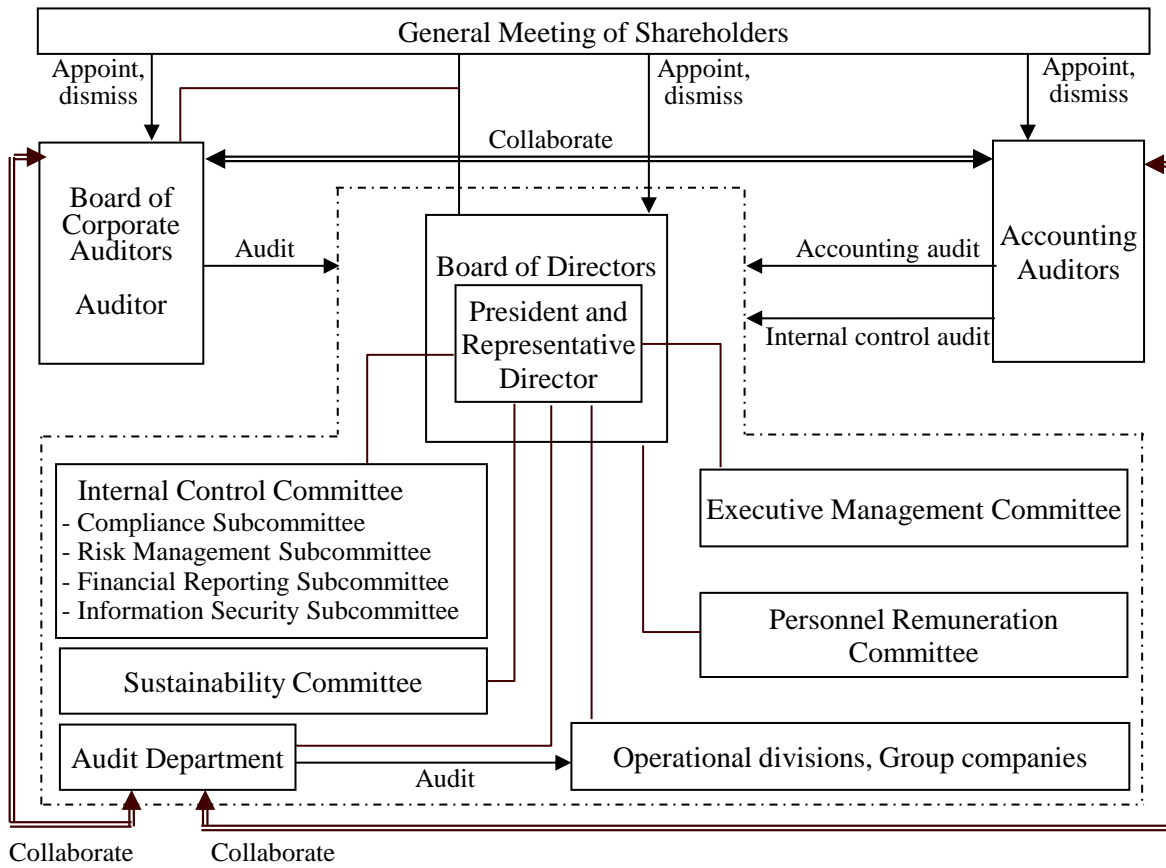 General Meeting of Shareholders
Appoint,
dismiss
Appoint,
dismiss
Appoint,
dismiss
Collaborate
Board of
Corporate
Auditors
Auditor
Audit
Board of Directors
President and
Representative
Director
Accounting audit
Internal control audit
Accounting
Auditors
Internal Control Committee
- Compliance Subcommittee
- Risk Management Subcommittee
- Financial Reporting Subcommittee
- Information Security Subcommittee
Executive Management Committee
Personnel Remuneration
Committee
Sustainability Committee
Audit Department
Audit
Operational divisions, Group companies
Collaborate
Collaborate